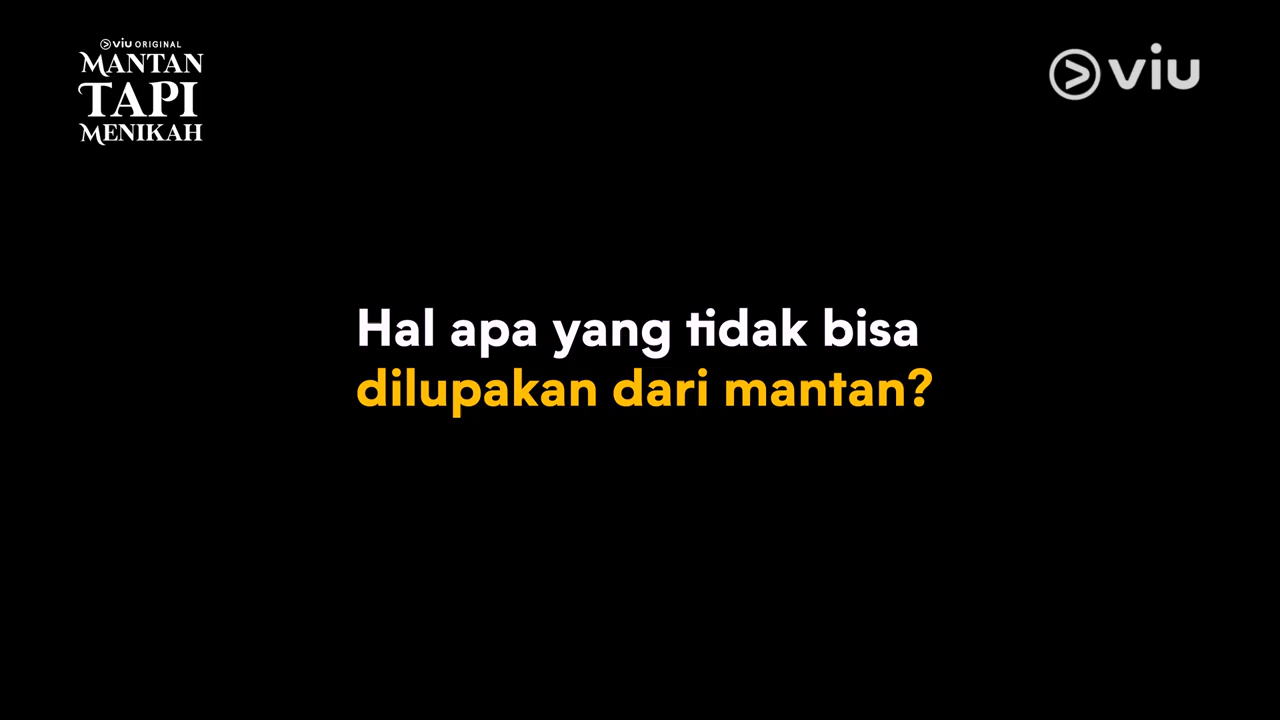 viu ORIGINAL
MANTAN
TAPI
MENIKAH
viu
Hal apa yang tidak bisa
dilupakan dari mantan?